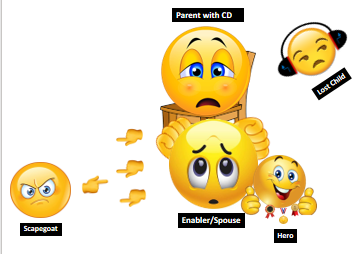 Parent with CD
Lost Child
Enabler/Spouse
Scapegoat
Hero